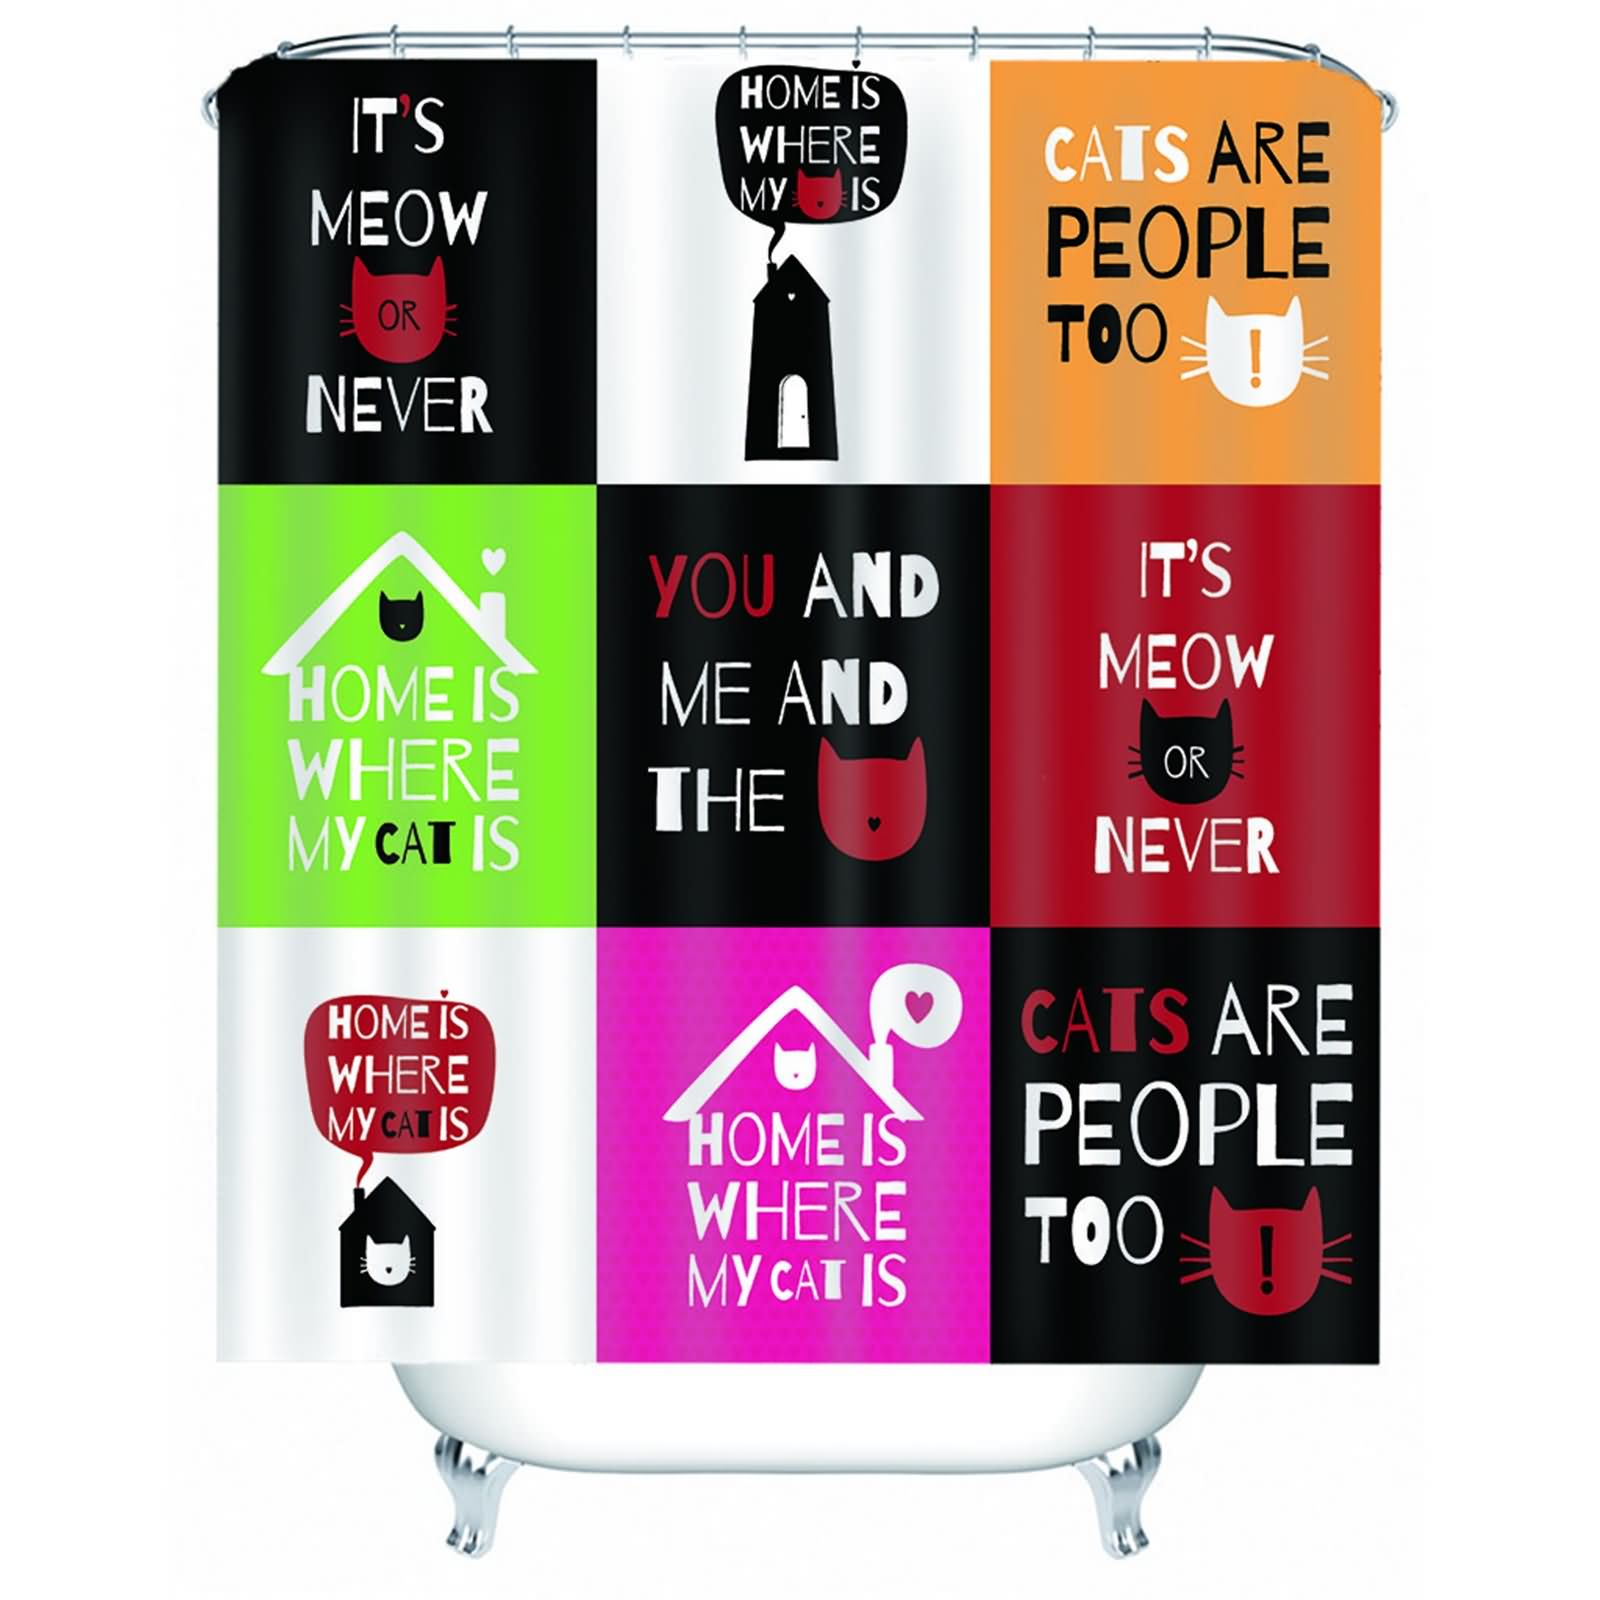 IT'S
MEOW
OR
NEVER
HOME IS
WHERE
MY IS
CATS ARE
PEOPLE
TOO !
HOME IS
WHERE
MY CAT IS
YOU AND
ME AND
THE
IT'S
MEOW
OR
NEVER
HOME IS
WHERE
MY CAT IS
HOME IS
WHERE
MY CAT IS
CATS ARE
PEOPLE
TOO !